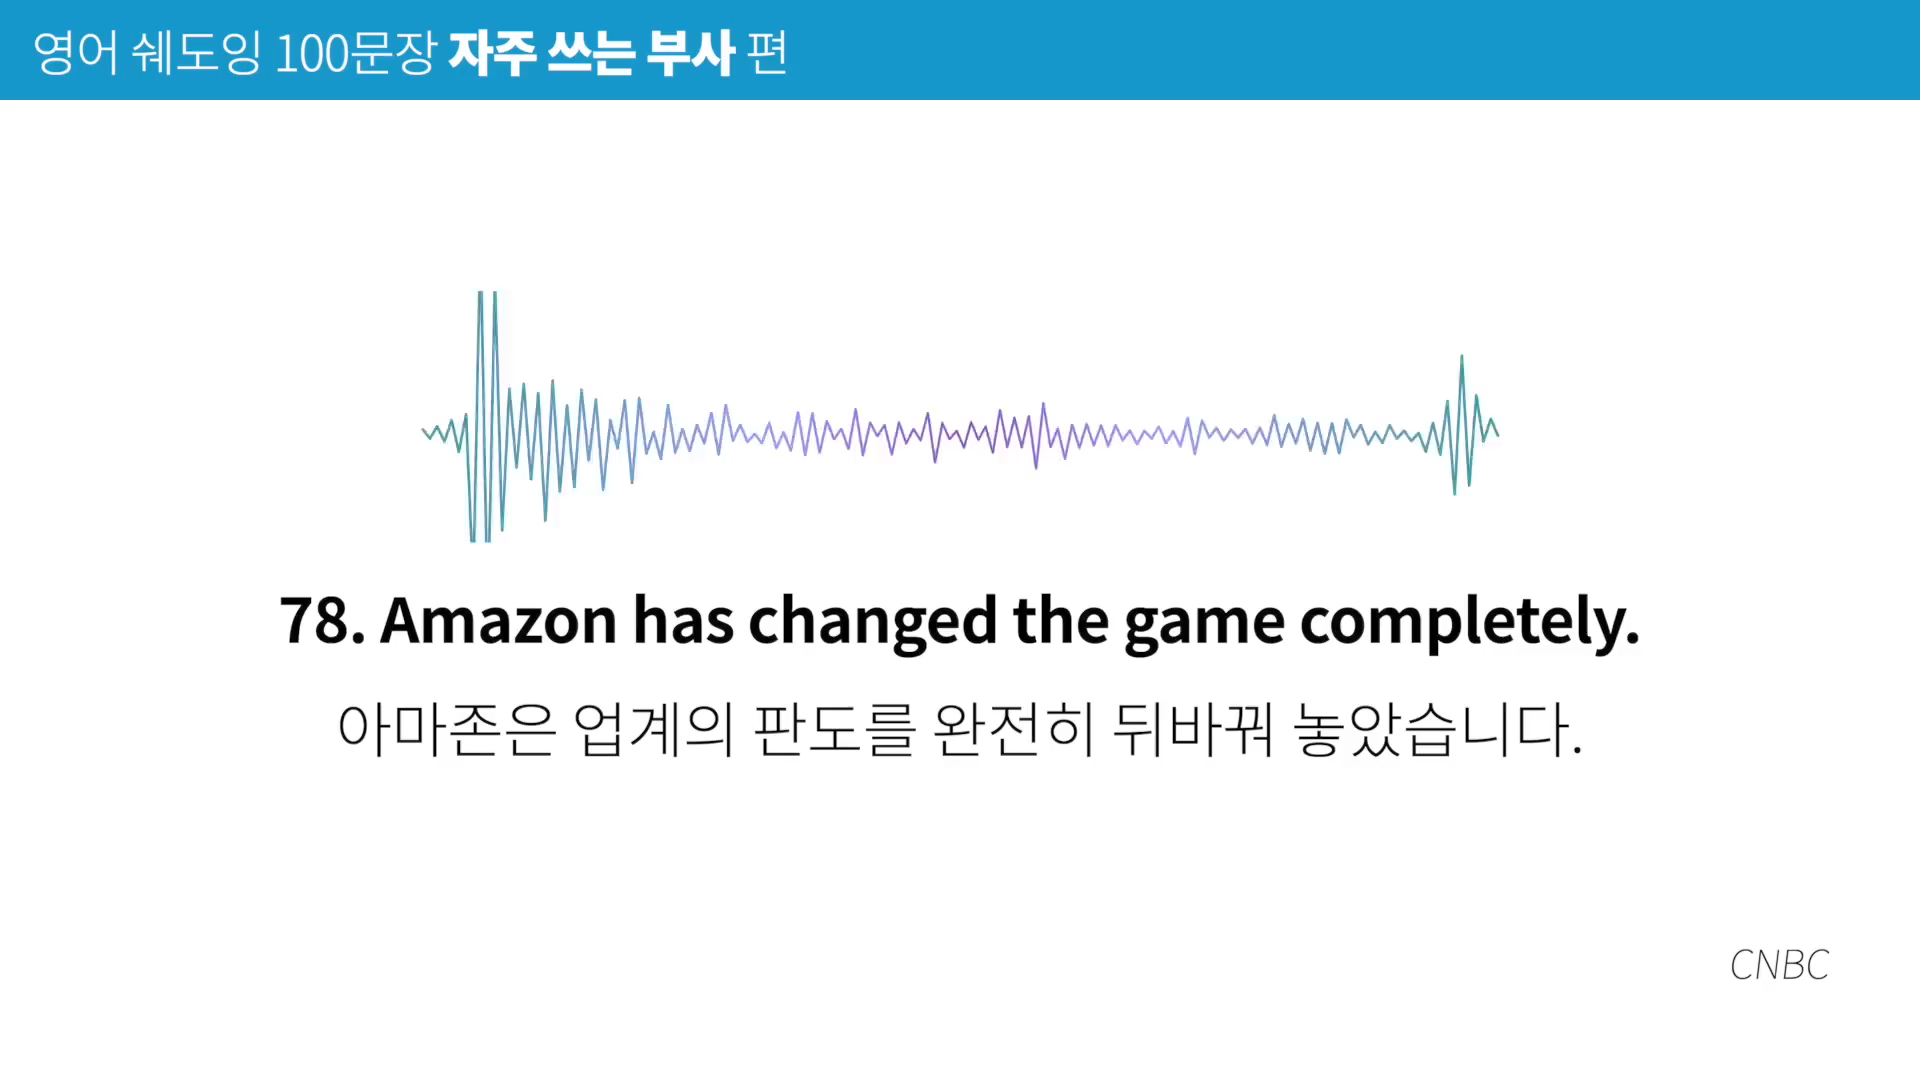 영어 쉐도잉 100문장 자주 쓰는 부사 편
78. Amazon has changed the game completely.
아마존은 업계의 판도를 완전히 뒤바꿔 놓았습니다.
CNBC